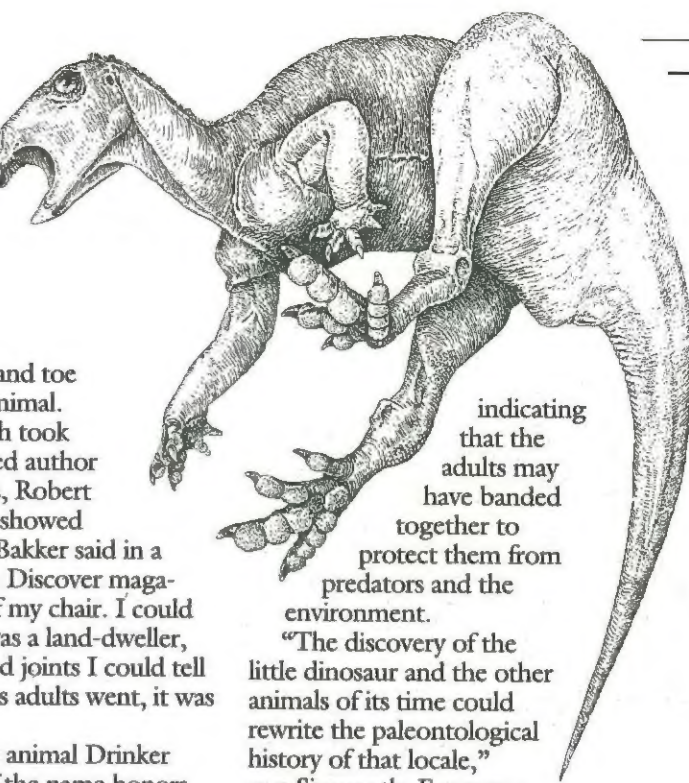 and toe
nimal.
h took
ed author
s, Robert
showed
Bakker said in a
Discover maga-
f my chair. I could
as a land-dweller,
d joints I could tell
s adults went, it was
animal Drinker
indicating
that the
adults may
have banded
together to
protect them from
predators and the
environment.
“The discovery of the
little dinosaur and the other
animals of its time could
rewrite the paleontological
history of that locale,”